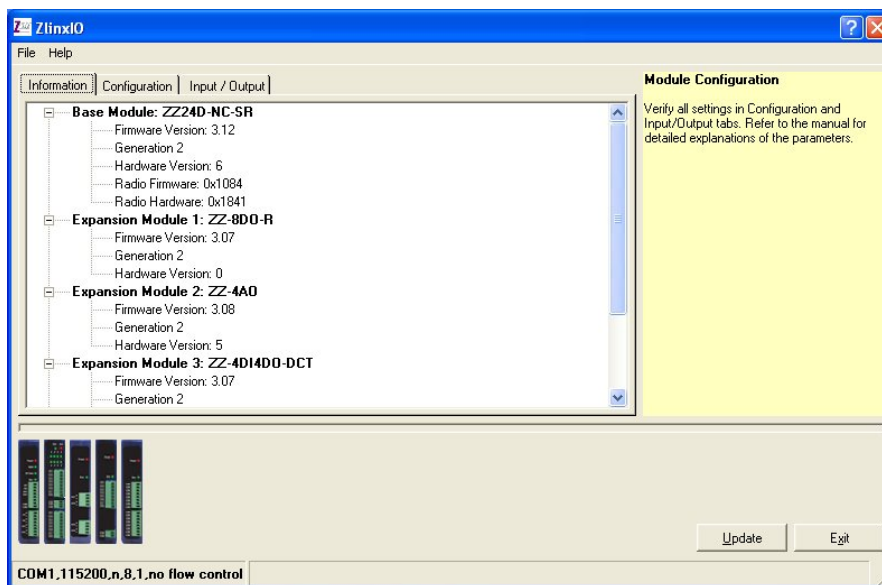 ZlinxIO
File Help
Information Configuration Input / Output
Base Module: ZZ24D-NC-SR
Firmware Version: 3.12
Generation 2
Hardware Version: 6
Radio Firmware: 0x1084
Radio Hardware: 0x1841
Expansion Module 1: ZZ-8DO-R
Firmware Version: 3.07
Generation 2
Hardware Version: 0
Expansion Module 2: ZZ-4AO
Firmware Version: 3.08
Generation 2
Hardware Version: 5
Expansion Module 3: ZZ-4DI4DO-DCT
Firmware Version: 3.07
Generation 2
Module Configuration
Verify all settings in Configuration and
Input/Output tabs. Refer to the manual for
detailed explanations of the parameters.
Update Exit
COM1,115200,n,8,1,no flow control